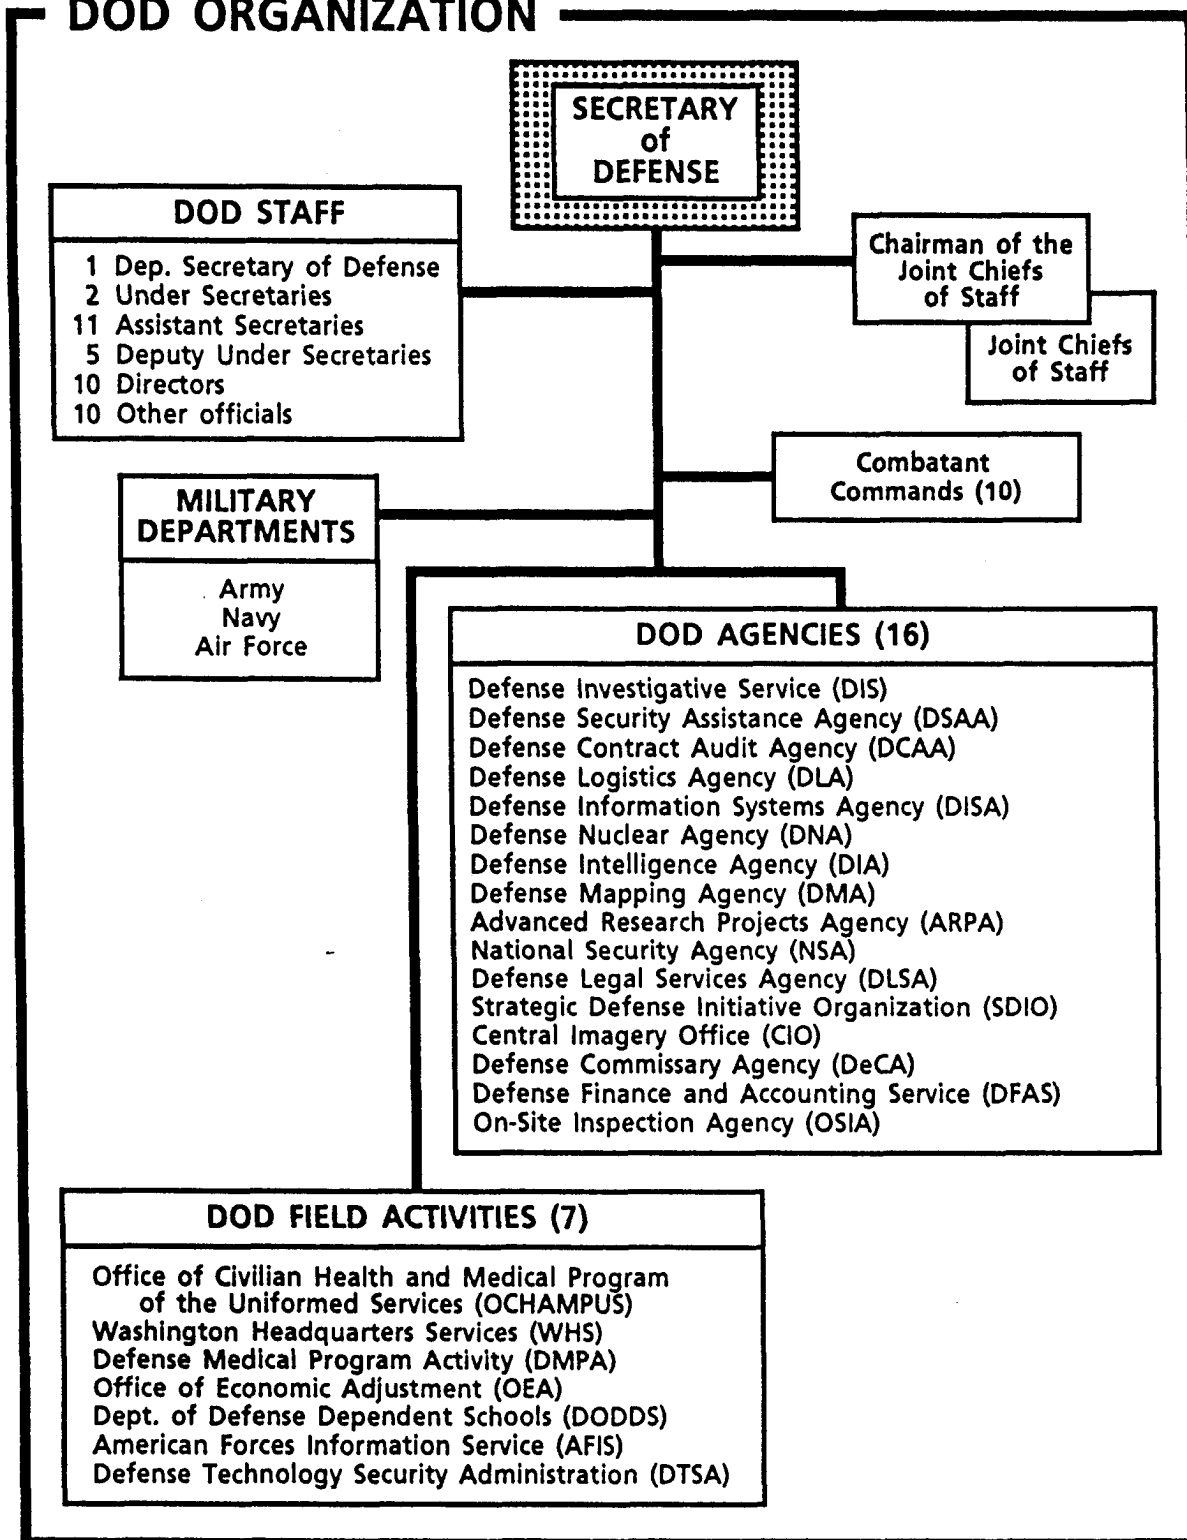 DOD ORGANIZATION
SECRETARY
of
DEFENSE
DOD STAFF
1 Dep. Secretary of Defense
2 Under Secretaries
11 Assistant Secretaries
5 Deputy Under Secretaries
10 Directors
10 Other officials
Chairman of the
Joint Chiefs
of Staff
Joint Chiefs
of Staff
Combatant
Commands (10)
MILITARY
DEPARTMENTS
Army
Navy
Air Force
DOD AGENCIES (16)
Defense Investigative Service (DIS)
Defense Security Assistance Agency (DSAA)
Defense Contract Audit Agency (DCAA)
Defense Logistics Agency (DLA)
Defense Information Systems Agency (DISA)
Defense Nuclear Agency (DNA)
Defense Intelligence Agency (DIA)
Defense Mapping Agency (DMA)
Advanced Research Projects Agency (ARPA)
National Security Agency (NSA)
Defense Legal Services Agency (DLSA)
Strategic Defense Initiative Organization (SDIO)
Central Imagery Office (CIO)
Defense Commissary Agency (DeCA)
Defense Finance and Accounting Service (DFAS)
On-Site Inspection Agency (OSIA)
DOD FIELD ACTIVITIES (7)
Office of Civilian Health and Medical Program
of the Uniformed Services (OCHAMPUS)
Washington Headquarters Services (WHS)
Defense Medical Program Activity (DMPA)
Office of Economic Adjustment (OEA)
Dept. of Defense Dependent Schools (DODDS)
American Forces Information Service (AFIS)
Defense Technology Security Administration (DTSA)